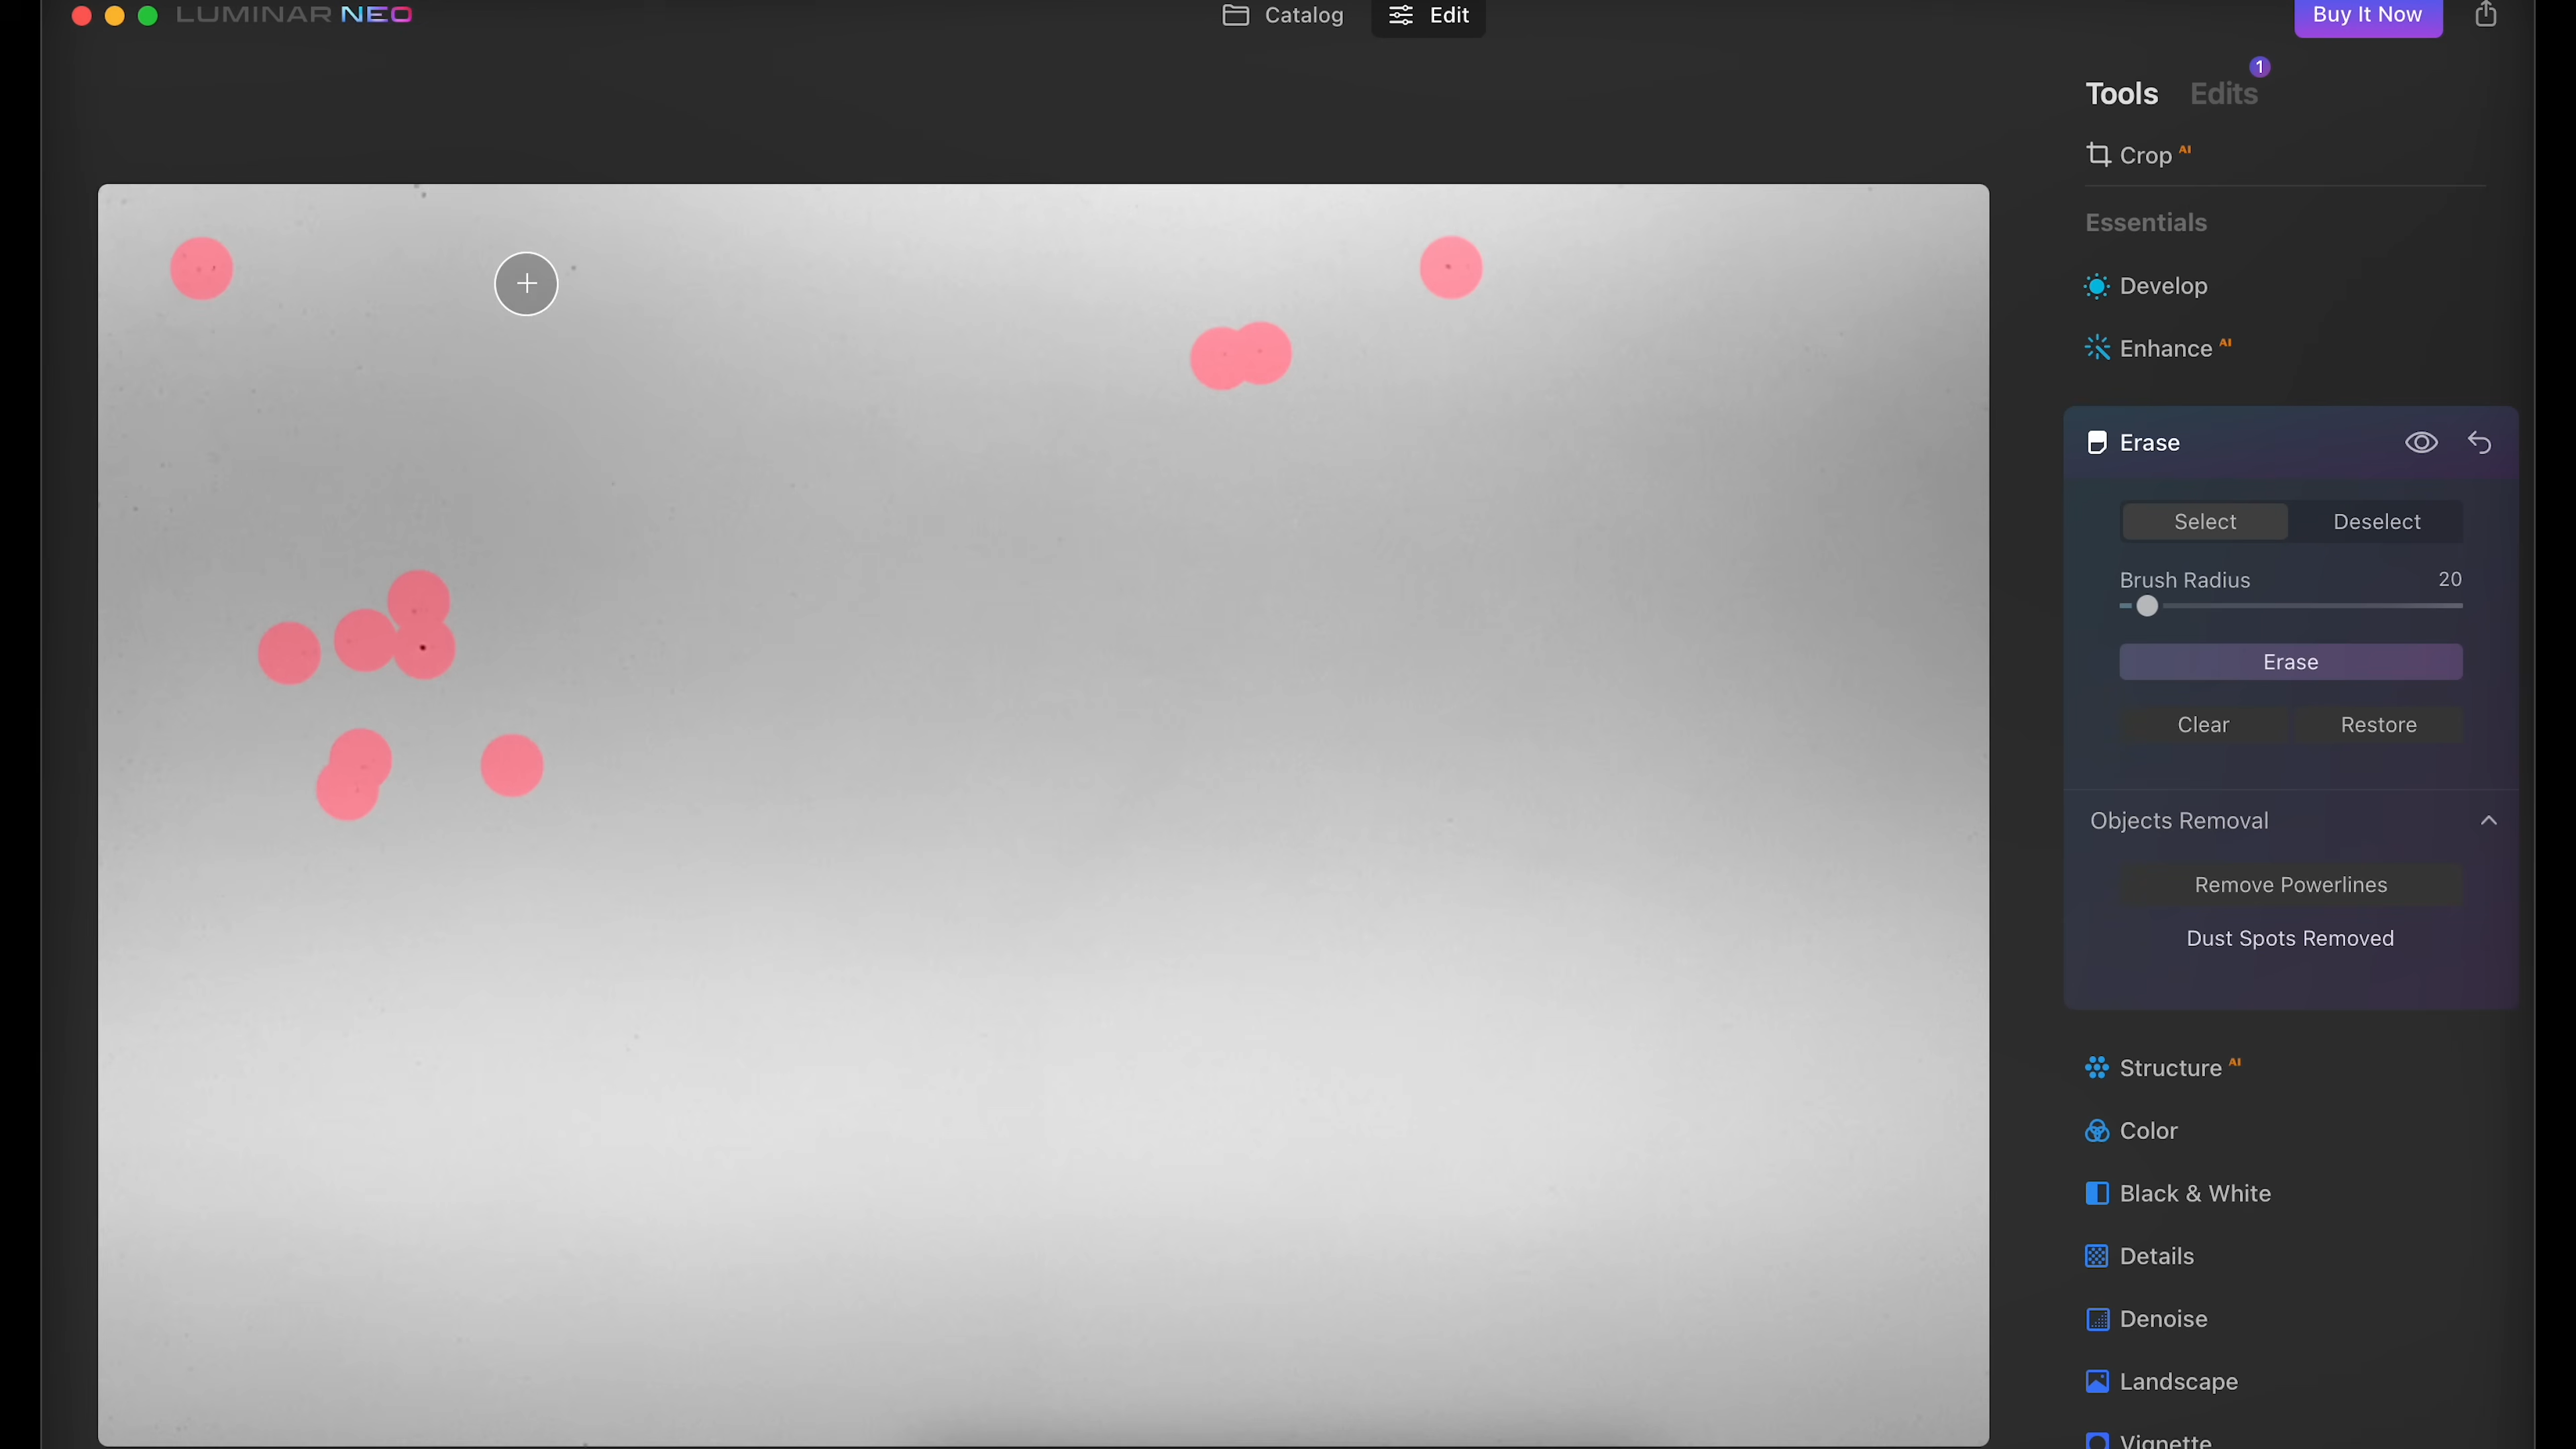 LUMINAR NEO
Catalog
Edit
Buy It Now
Tools
Edits
1
Crop AI
Essentials
Develop
Enhance AI
Erase
Select
Deselect
Brush Radius
20
Erase
Clear
Restore
Objects Removal
Remove Powerlines
Dust Spots Removed
Structure AI
Color
Black & White
Details
Denoise
Landscape
Vignette